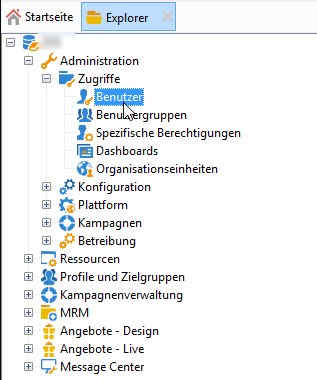 Startseite Explorer
Administration
Zugriffe
Benutzer
Benutzergruppen
Spezifische Berechtigungen
Dashboards
Organisationseinheiten
Konfiguration
Plattform
Kampagnen
Betreibung
Ressourcen
Profile und Zielgruppen
Kampagnenverwaltung
MRM
Angebote - Design
Angebote - Live
Message Center